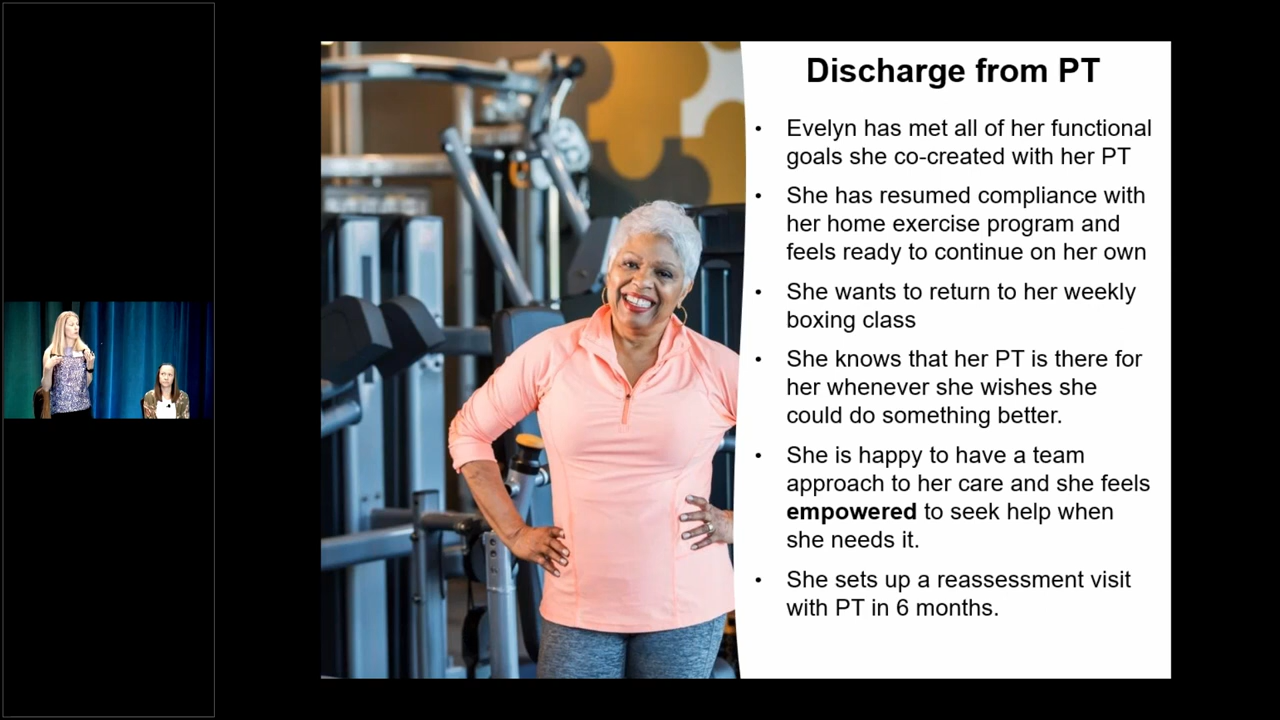 Discharge from PT
• Evelyn has met all of her functional
goals she co-created with her PT
• She has resumed compliance with
her home exercise program and
feels ready to continue on her own
• She wants to return to her weekly
boxing class
• She knows that her PT is there for
her whenever she wishes she
could do something better.
• She is happy to have a team
approach to her care and she feels
empowered to seek help when
she needs it.
• She sets up a reassessment visit
with PT in 6 months.